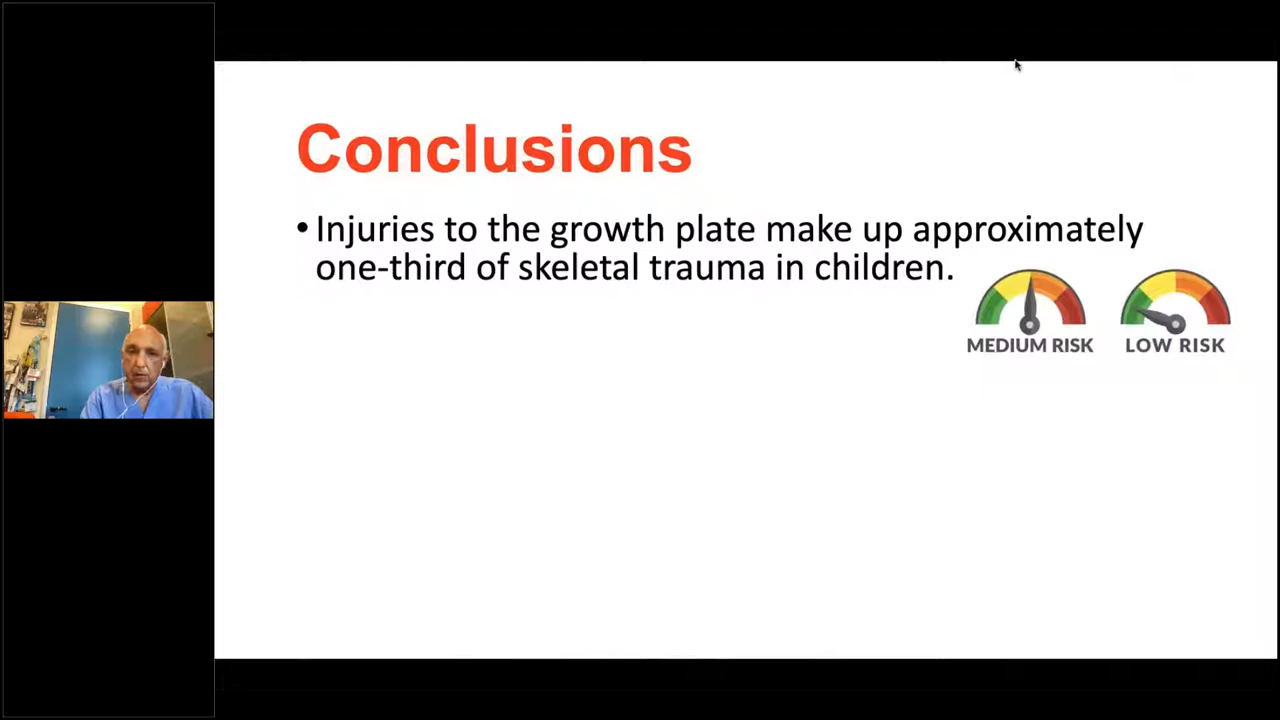 Conclusions
• Injuries to the growth plate make up approximately
one-third of skeletal trauma in children.
MEDIUM RISK
LOW RISK